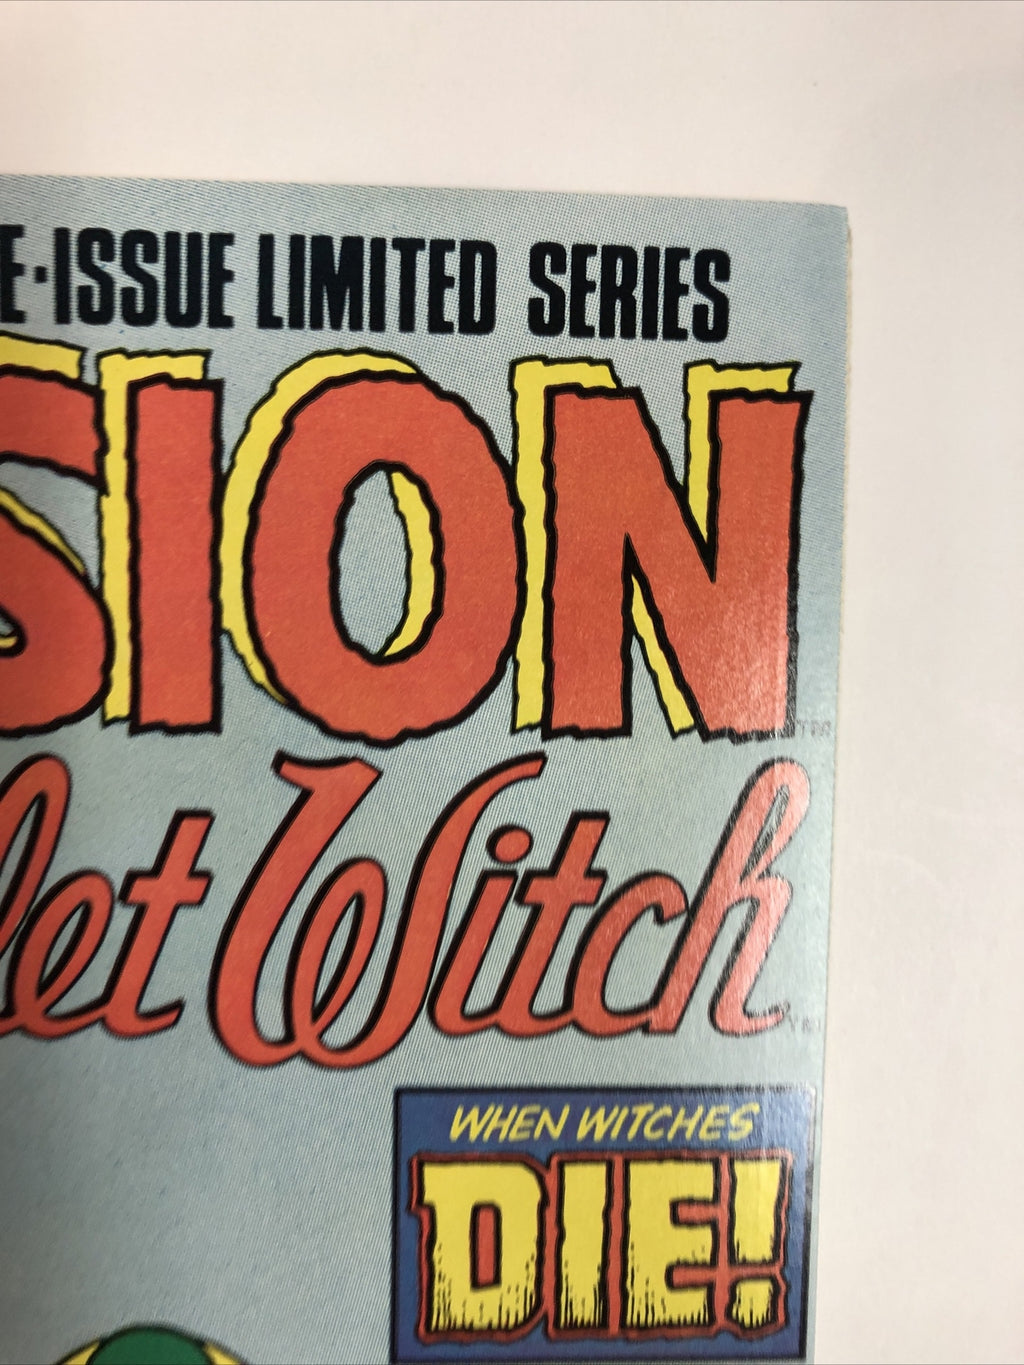 E-ISSUE LIMITED SERIES
SION
let Witch
WHEN WITCHES
DIE!